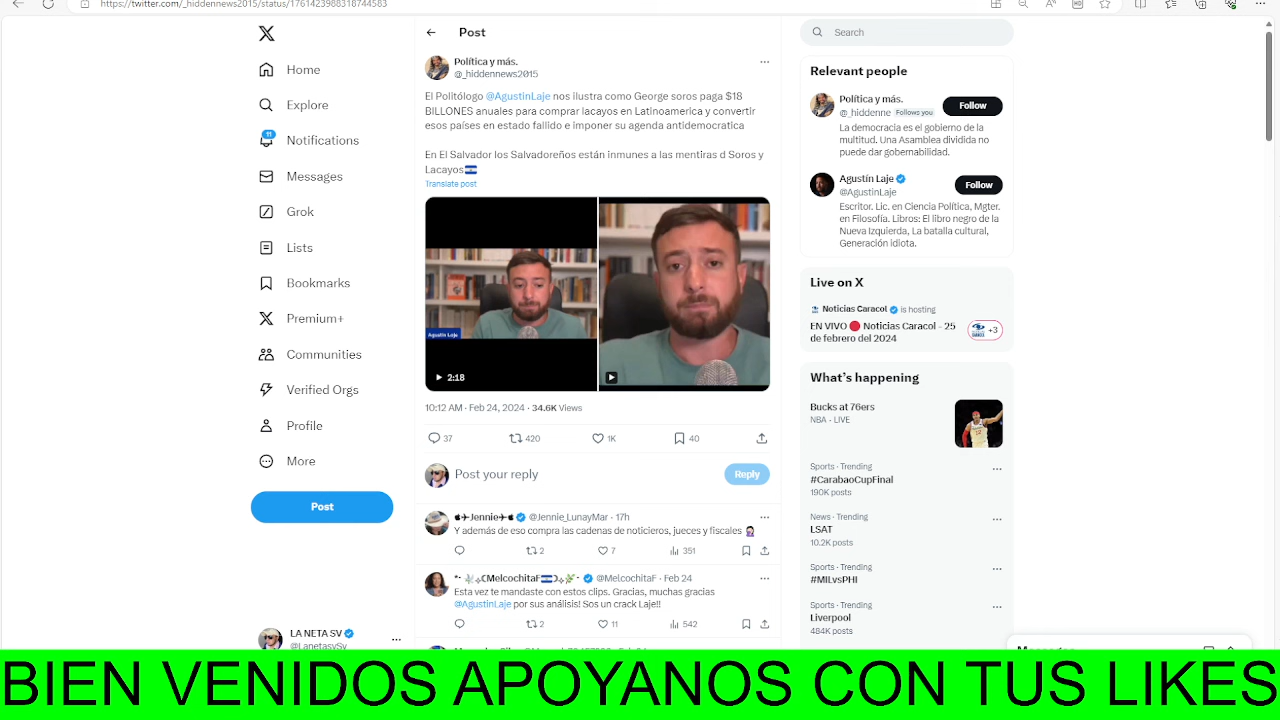 https://twitter.com/_hiddennews2015/status/1761423988318744583
Home
Explore
11
Notifications
Messages
Grok
Lists
Bookmarks
Premium+
Communities
Verified Orgs
Profile
More
Post
LA NETA SV
@LanetasySv
Post
Política y más.
@_hiddennews2015
El Politólogo @AgustinLaje nos ilustra como George soros paga $18
BILLONES anuales para comprar lacayos en Latinoamerica y convertir
esos países en estado fallido e imponer su agenda antidemocratica
En El Salvador los Salvadoreños están inmunes a las mentiras d Soros y
Lacayos
Translate post
Agustín Laje
2:18
10:12 AM · Feb 24, 2024 · 34.6K Views
37 420 1K 40
Post your reply
Reply
Jennie @Jennie_LunayMar · 17h
Y además de eso compra las cadenas de noticieros, jueces y fiscales
2 7 351
MelcochitaF @MelcochitaF · Feb 24
Esta vez te mandaste con estos clips. Gracias, muchas gracias
@AgustinLaje por sus análisis! Sos un crack Laje!!
2 11 542
Search
Relevant people
Política y más.
@_hiddenne Follows you
Follow
La democracia es el gobierno de la
multitud. Una Asamblea dividida no
puede dar gobernabilidad.
Agustín Laje
@AgustinLaje
Follow
Escritor. Lic. en Ciencia Política, Mgter.
en Filosofía. Libros: El libro negro de la
Nueva Izquierda, La batalla cultural,
Generación idiota.
Live on X
Noticias Caracol is hosting
EN VIVO 🔴 Noticias Caracol - 25
de febrero del 2024
+3
What's happening
Bucks at 76ers
NBA · LIVE
Sports · Trending
#CarabaoCupFinal
190K posts
News · Trending
LSAT
10.2K posts
Sports · Trending
#MILvsPHI
Sports · Trending
Liverpool
484K posts
BIEN VENIDOS APOYANOS CON TUS LIKES